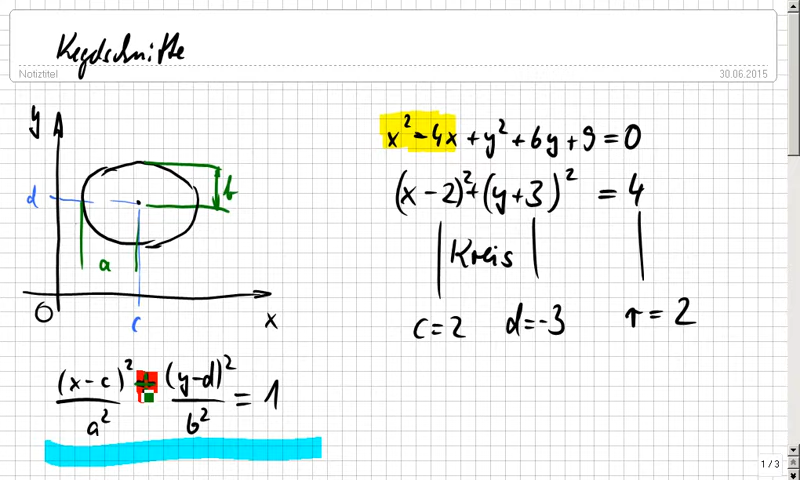 Kegelschnitte
Notiztitel
30.06.2015
y
d
b
a
O
c
x
(x-c)²/a² + (y-d)²/b² = 1
x² - 4x + y² + 6y + 9 = 0
(x-2)² + (y+3)² = 4
Kreis
c = 2 d = -3 r = 2
1 / 3